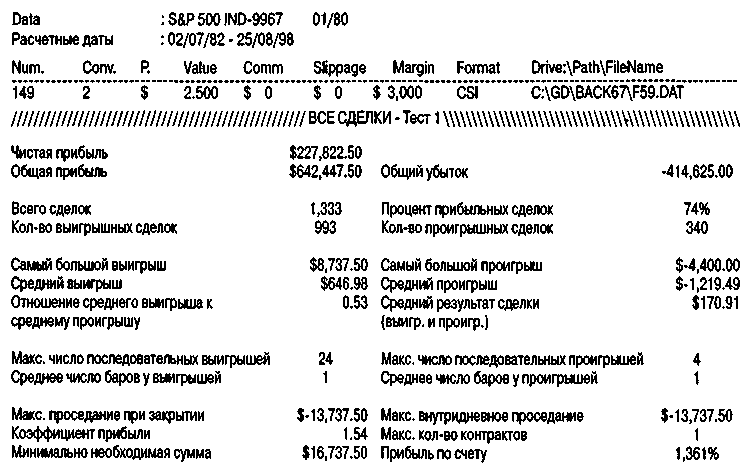 Data : S&P 500 IND-9967 01/80
Расчетные даты : 02/07/82 - 25/08/98
Num. Conv. P. Value Comm Slippage Margin Format Drive:\Path\FileName
149 2 $ 2.500 $ 0 $ 0 $ 3,000 CSI C:\GD\BACK67\F59.DAT
////////////////////////////////////////////// ВСЕ СДЕЛКИ - Тест 1 \\\\\\\\\\\\\\\\\\\\\\\\\\\\\\\\\\\\\\\\\\\\\\
Чистая прибыль $227,822.50
Общая прибыль $642,447.50 Общий убыток -414,625.00
Всего сделок 1,333 Процент прибыльных сделок 74%
Кол-во выигрышных сделок 993 Кол-во проигрышных сделок 340
Самый большой выигрыш $8,737.50 Самый большой проигрыш $-4,400.00
Средний выигрыш $646.98 Средний проигрыш $-1,219.49
Отношение среднего выигрыша к 0.53 Средний результат сделки $170.91
среднему проигрышу (выигр. и проигр.)
Макс. число последовательных выигрышей 24 Макс. число последовательных проигрышей 4
Среднее число баров у выигрышей 1 Среднее число баров у проигрышей 1
Макс. проседание при закрытии $-13,737.50 Макс. внутридневное проседание $-13,737.50
Коэффициент прибыли 1.54 Макс. кол-во контрактов 1
Минимально необходимая сумма $16,737.50 Прибыль по счету 1,361%